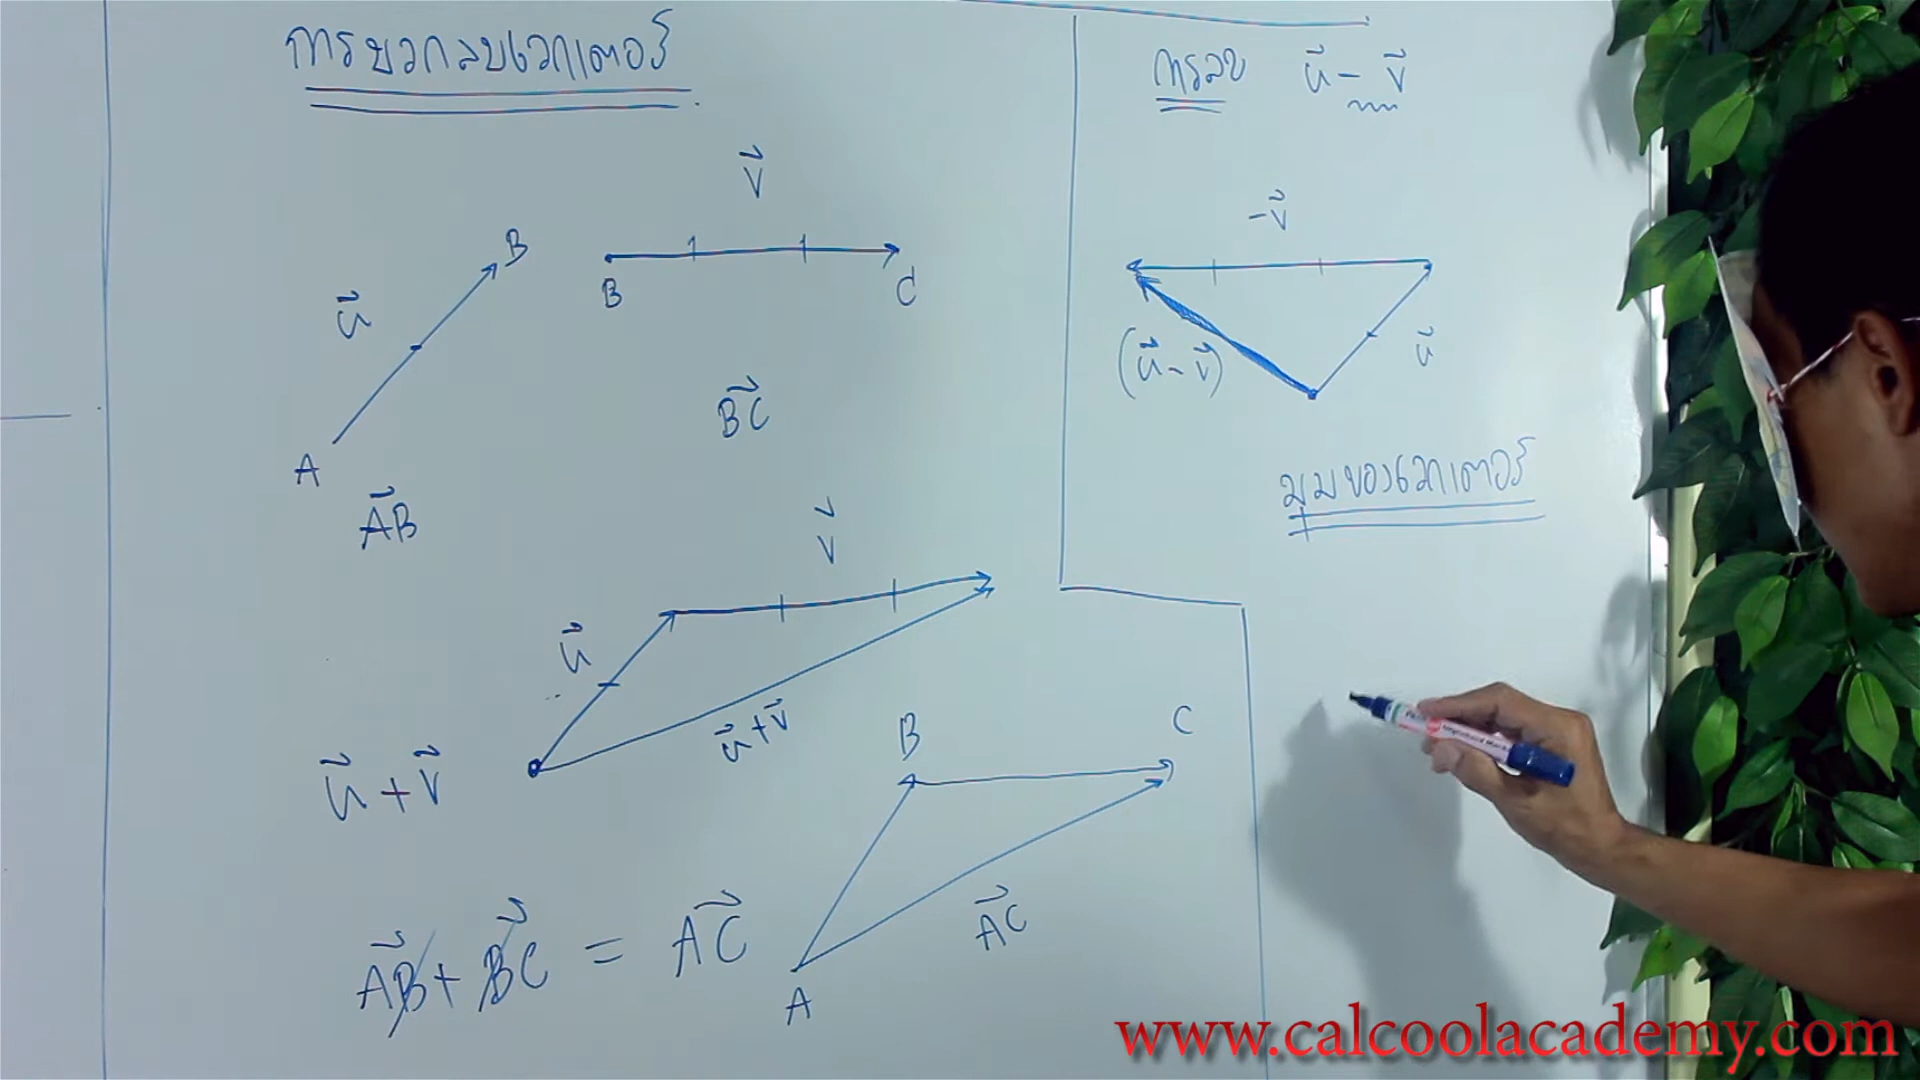 การบวกลบเวกเตอร์
v⃗
B
u⃗
B
C
A
B⃗C
A⃗B
v⃗
u⃗
u⃗+v⃗
u⃗ + v⃗
B
C
A⃗B + B⃗C = A⃗C
A⃗C
A
การลบ u⃗ - v⃗
-v⃗
(u⃗ - v⃗)
u⃗
มุมของเวกเตอร์
www.calcoolacademy.com